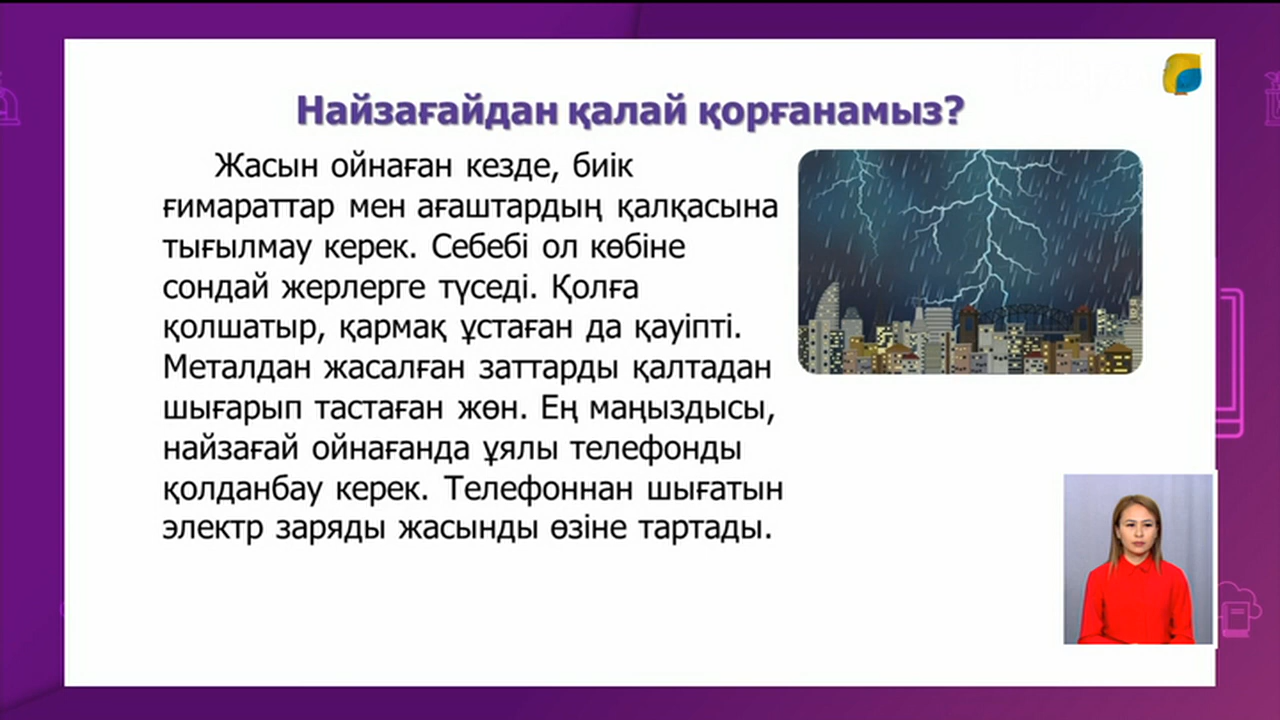 Найзағайдан қалай қорғанамыз?
Жасын ойнаған кезде, биік
ғимараттар мен ағаштардың қалқасына
тығылмау керек. Себебі ол көбіне
сондай жерлерге түседі. Қолға
қолшатыр, қармақ ұстаған да қауіпті.
Металдан жасалған заттарды қалтадан
шығарып тастаған жөн. Ең маңыздысы,
найзағай ойнағанда ұялы телефонды
қолданбау керек. Телефоннан шығатын
электр заряды жасынды өзіне тартады.